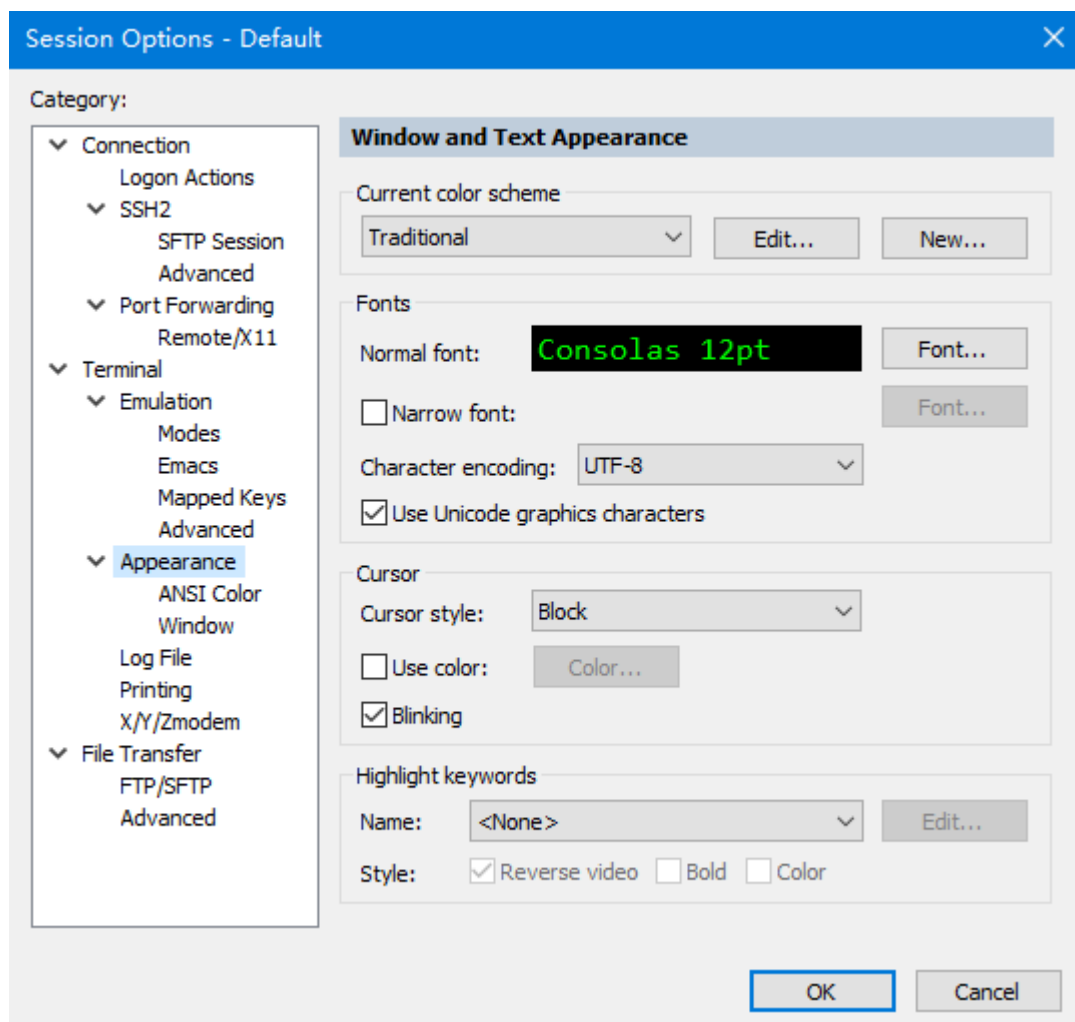 Session Options - Default
Category:
Connection
Logon Actions
SSH2
SFTP Session
Advanced
Port Forwarding
Remote/X11
Terminal
Emulation
Modes
Emacs
Mapped Keys
Advanced
Appearance
ANSI Color
Window
Log File
Printing
X/Y/Zmodem
File Transfer
FTP/SFTP
Advanced
Window and Text Appearance
Current color scheme
Traditional Edit... New...
Fonts
Normal font: Consolas 12pt Font...
Narrow font: Font...
Character encoding: UTF-8
Use Unicode graphics characters
Cursor
Cursor style: Block
Use color: Color...
Blinking
Highlight keywords
Name: <None> Edit...
Style: Reverse video Bold Color
OK Cancel